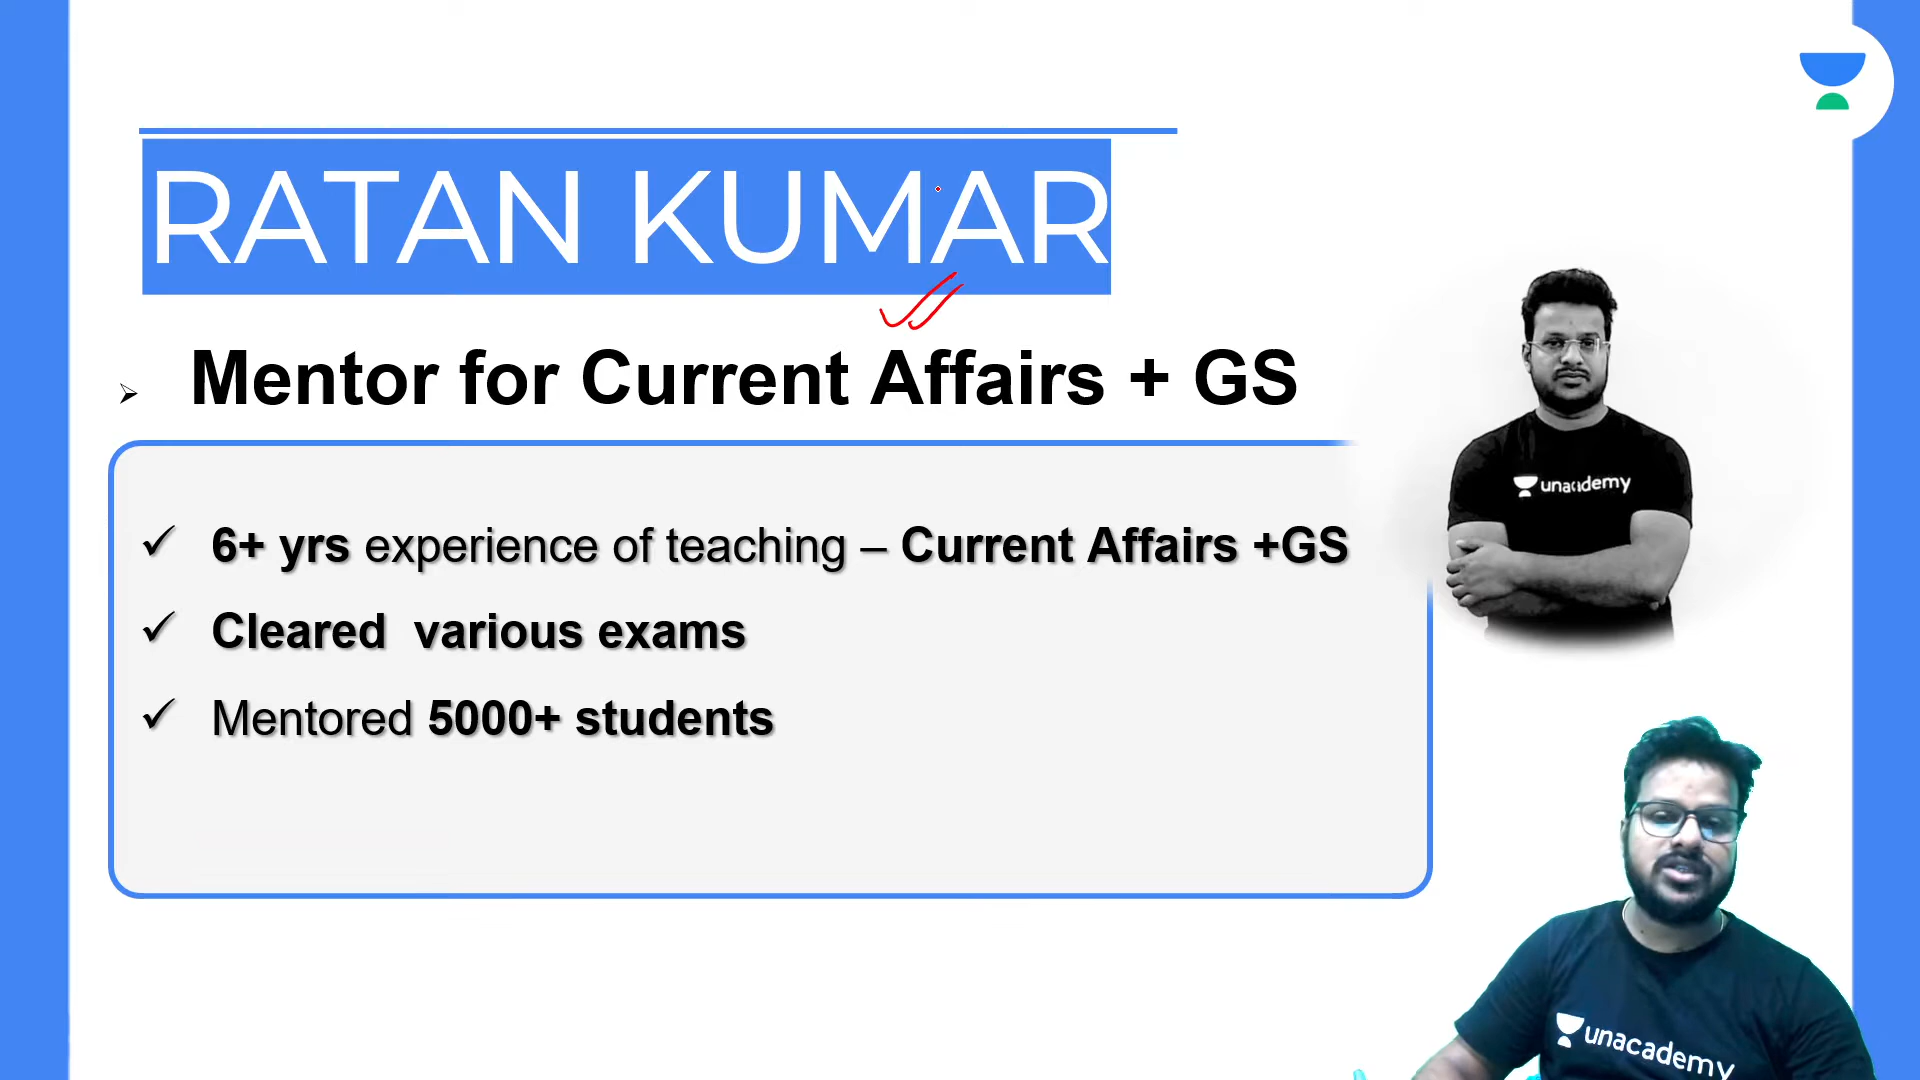 RATAN KUMAR
➢ Mentor for Current Affairs + GS
✓ 6+ yrs experience of teaching – Current Affairs +GS
✓ Cleared various exams
✓ Mentored 5000+ students
unacademy
unacademy